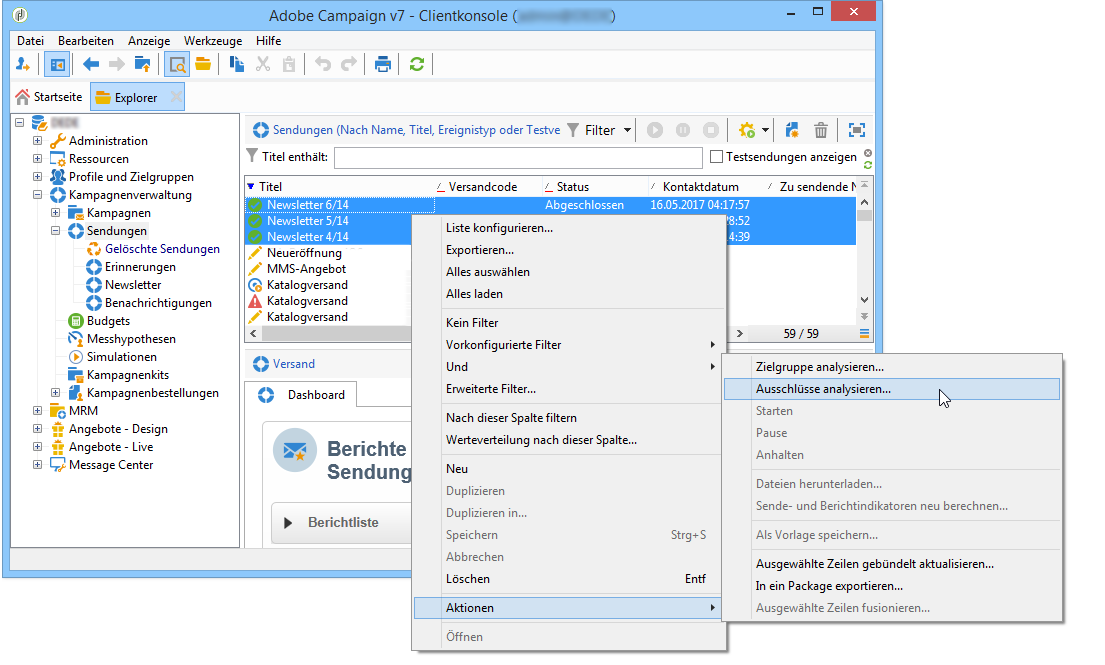 Adobe Campaign v7 - Clientkonsole (
)
Datei Bearbeiten Anzeige Werkzeuge Hilfe
Startseite
Explorer
Administration
Ressourcen
Profile und Zielgruppen
Kampagnenverwaltung
Kampagnen
Sendungen
Gelöschte Sendungen
Erinnerungen
Newsletter
Benachrichtigungen
Budgets
Messhypothesen
Simulationen
Kampagnenkits
Kampagnenbestellungen
MRM
Angebote - Design
Angebote - Live
Message Center
Sendungen (Nach Name, Titel, Ereignistyp oder Testve
Filter
Titel enthält:
Testsendungen anzeigen
Titel Versandcode Status Kontaktdatum Zu sendende N
Newsletter 6/14 Abgeschlossen 16.05.2017 04:17:57
Newsletter 5/14 8:52
Newsletter 4/14 4:39
Neueröffnung
MMS-Angebot
Katalogversand
Katalogversand
Katalogversand
59 / 59
Versand
Dashboard
Berichte
Sendung
Berichtliste
Liste konfigurieren...
Exportieren...
Alles auswählen
Alles laden
Kein Filter
Vorkonfigurierte Filter
Und
Erweiterte Filter...
Nach dieser Spalte filtern
Werteverteilung nach dieser Spalte...
Neu
Duplizieren
Duplizieren in...
Speichern Strg+S
Abbrechen
Löschen Entf
Aktionen
Öffnen
Zielgruppe analysieren...
Ausschlüsse analysieren...
Starten
Pause
Anhalten
Dateien herunterladen...
Sende- und Berichtindikatoren neu berechnen...
Als Vorlage speichern...
Ausgewählte Zeilen gebündelt aktualisieren...
In ein Package exportieren...
Ausgewählte Zeilen fusionieren...